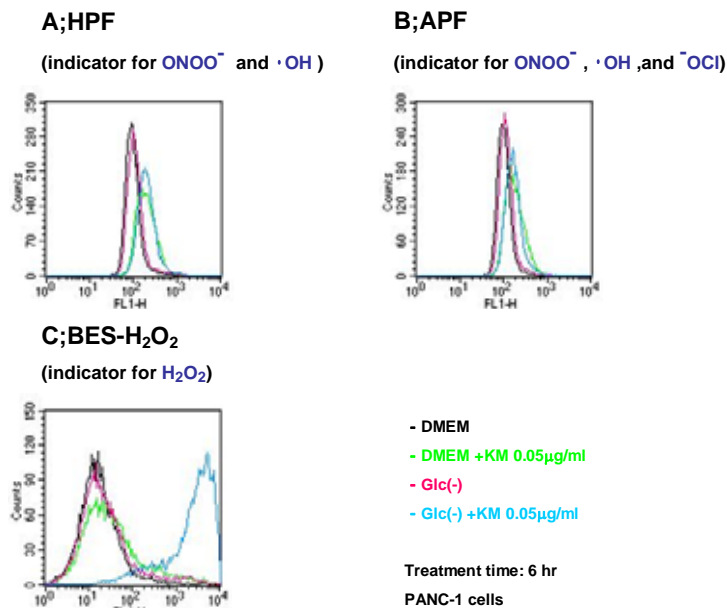 A;HPF
(indicator for ONOO⁻ and ·OH )
350
280
210
140
70
0
Counts
10⁰ 10¹ 10² 10³ 10⁴
FL1-H
B;APF
(indicator for ONOO⁻ , ·OH ,and ⁻OCl)
300
240
180
120
60
0
Counts
10⁰ 10¹ 10² 10³ 10⁴
FL1-H
C;BES-H₂O₂
(indicator for H₂O₂)
150
120
90
60
30
0
Counts
10⁰ 10¹ 10² 10³ 10⁴
- DMEM
- DMEM +KM 0.05μg/ml
- Glc(-)
- Glc(-) +KM 0.05μg/ml
Treatment time: 6 hr
PANC-1 cells